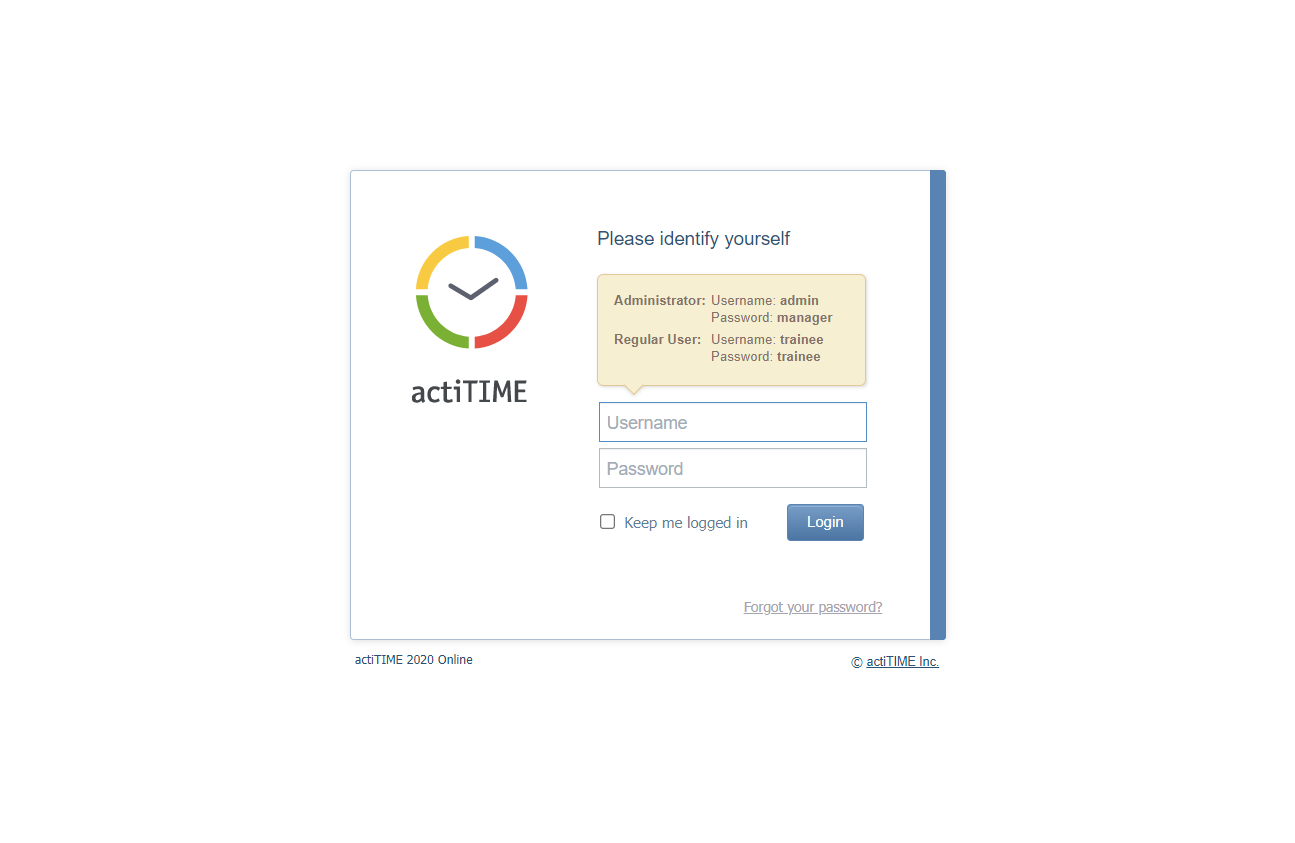 actiTIME
Please identify yourself
Administrator: Username: admin
Password: manager
Regular User: Username: trainee
Password: trainee
Username
Password
Keep me logged in
Login
Forgot your password?
actiTIME 2020 Online
© actiTIME Inc.